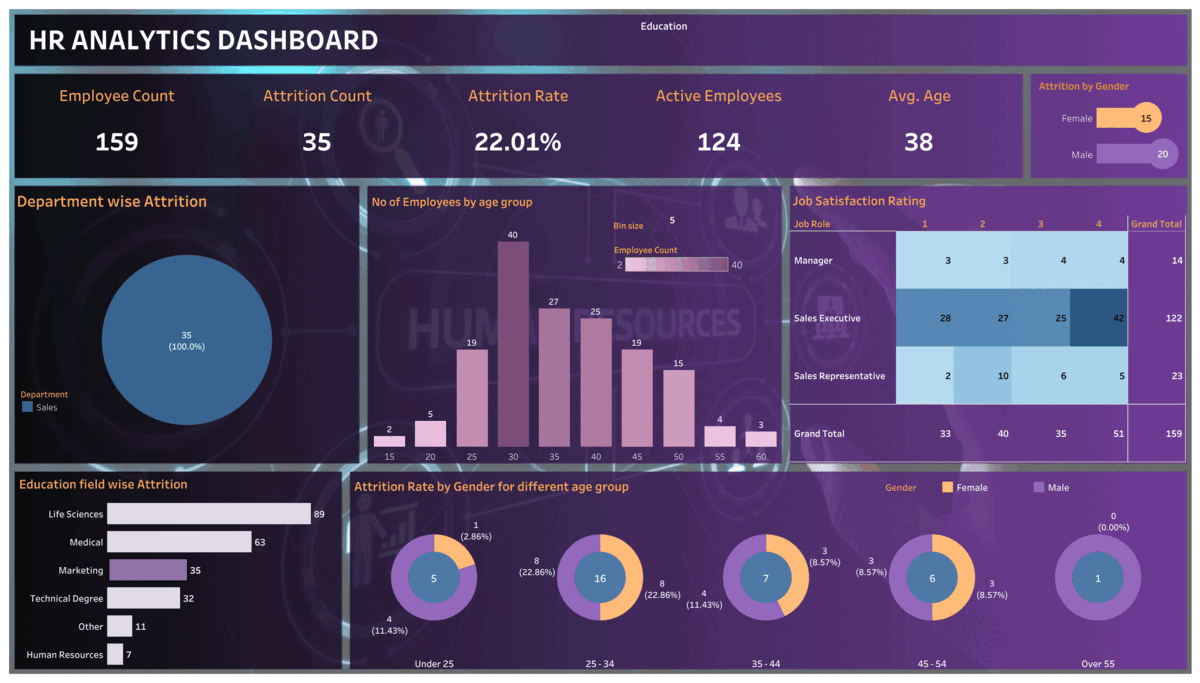 HR ANALYTICS DASHBOARD
Education
Employee Count
Attrition Count
Attrition Rate
Active Employees
Avg. Age
159
35
22.01%
124
38
Attrition by Gender
Female
15
Male
20
Department wise Attrition
35
(100.0%)
Department
Sales
No of Employees by age group
Bin size
5
Employee Count
2
40
2
5
19
40
27
25
19
15
4
3
15
20
25
30
35
40
45
50
55
60
HUMAN RESOURCES
Job Satisfaction Rating
Job Role 1 2 3 4 Grand Total
Manager 3 3 4 4 14
Sales Executive 28 27 25 42 122
Sales Representative 2 10 6 5 23
Grand Total 33 40 35 51 159
Education field wise Attrition
Life Sciences 89
Medical 63
Marketing 35
Technical Degree 32
Other 11
Human Resources 7
Attrition Rate by Gender for different age group
Gender
Female
Male
1
(2.86%)
5
4
(11.43%)
Under 25
8
(22.86%)
16
8
(22.86%)
25 - 34
3
(8.57%)
7
4
(11.43%)
35 - 44
3
(8.57%)
6
3
(8.57%)
45 - 54
0
(0.00%)
1
Over 55